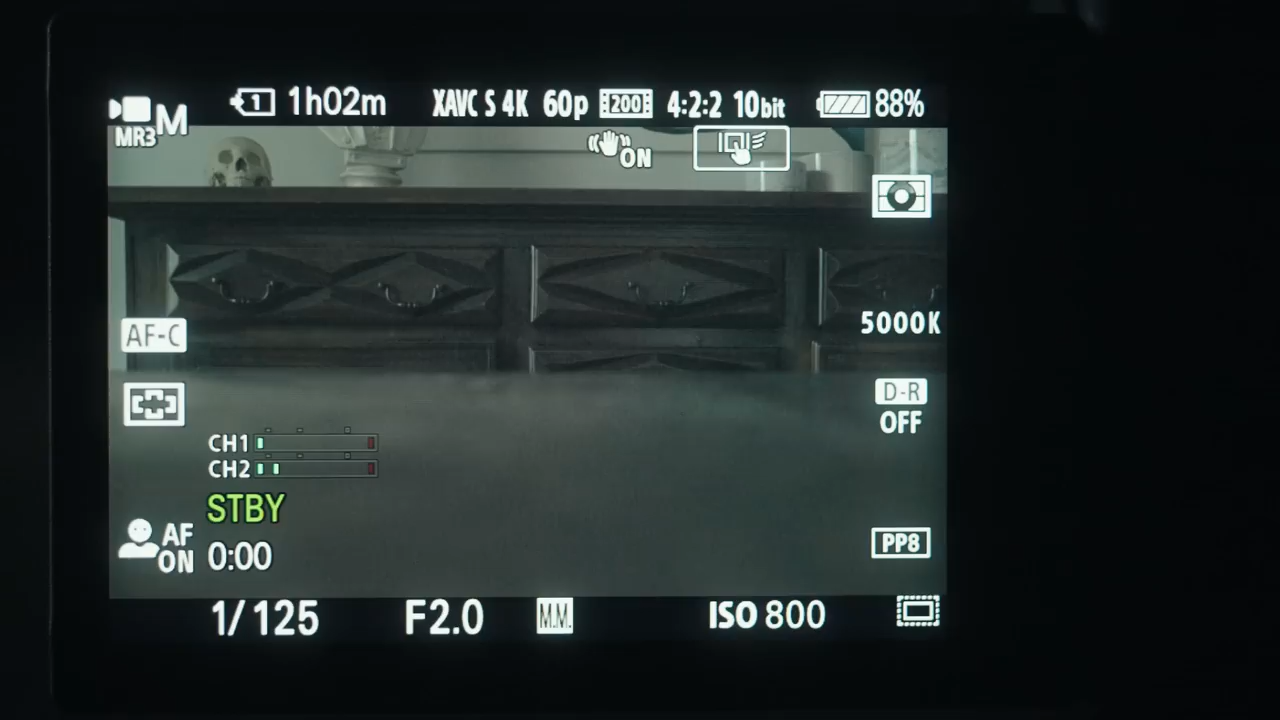 M 1 1h02m XAVC S 4K 60p 200 4:2:2 10bit 88%
MR3
ON
5000K
AF-C
D-R
OFF
CH1
CH2
STBY
AF
ON
0:00
PP8
1/125 F2.0 M.M. ISO 800